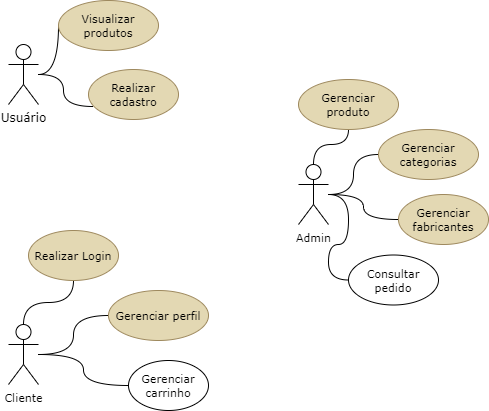 Visualizar
produtos
Realizar
cadastro
Usuário
Gerenciar
produto
Gerenciar
categorias
Gerenciar
fabricantes
Admin
Consultar
pedido
Realizar Login
Gerenciar perfil
Gerenciar
carrinho
Cliente